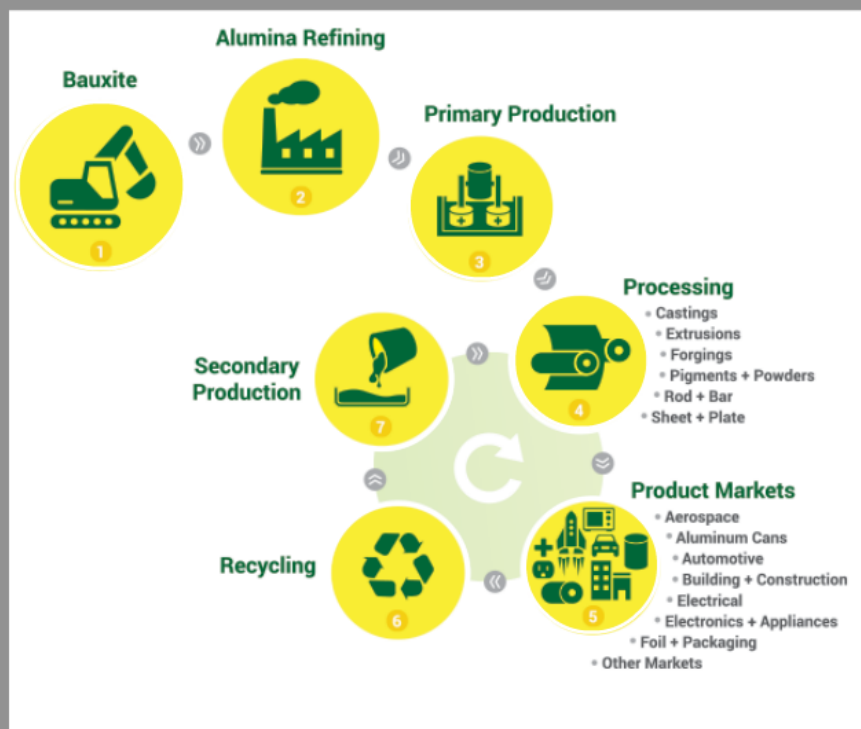 Bauxite
1
Alumina Refining
2
Primary Production
3
Processing
• Castings
• Extrusions
• Forgings
• Pigments + Powders
• Rod + Bar
• Sheet + Plate
4
Product Markets
• Aerospace
• Aluminum Cans
• Automotive
• Building + Construction
• Electrical
• Electronics + Appliances
• Foil + Packaging
• Other Markets
5
Recycling
6
Secondary
Production
7